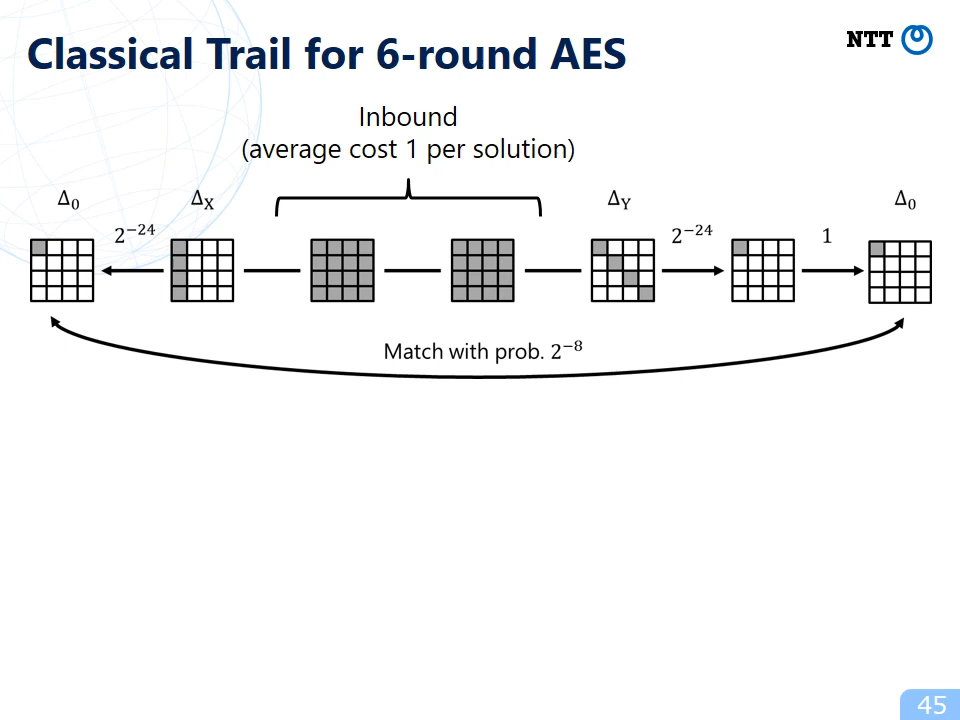 Classical Trail for 6-round AES
NTT
Inbound
(average cost 1 per solution)
Δ₀
Δ_X
Δ_Y
Δ₀
2⁻²⁴
2⁻²⁴
1
Match with prob. 2⁻⁸
45